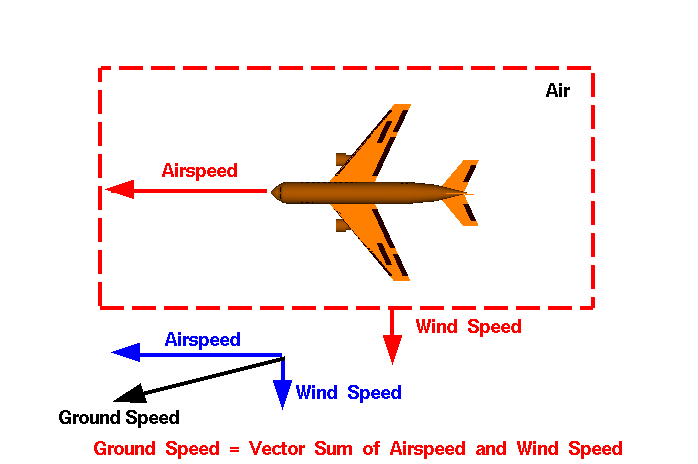 Air
Airspeed
Wind Speed
Airspeed
Wind Speed
Ground Speed
Ground Speed = Vector Sum of Airspeed and Wind Speed